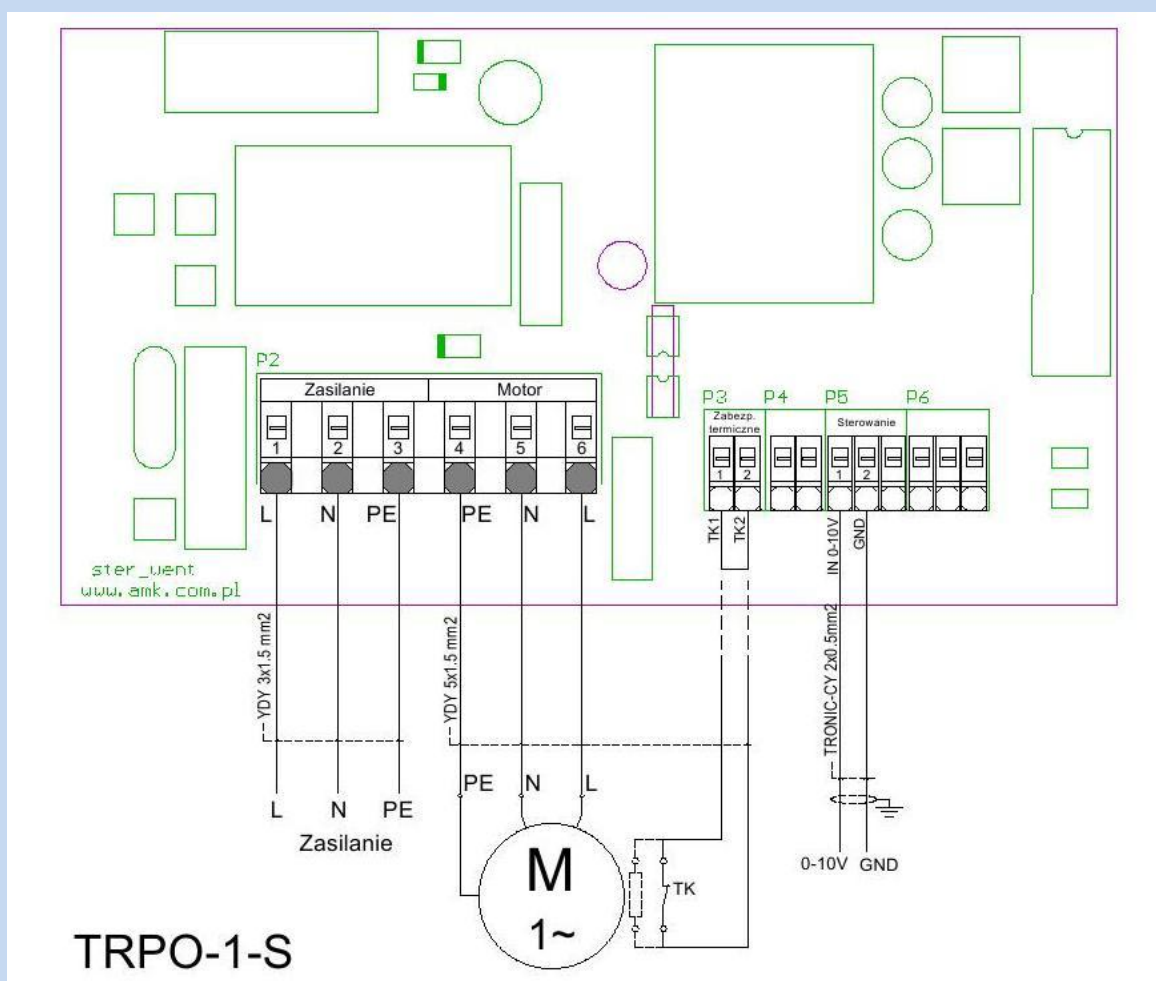 P2
Zasilanie Motor
1 2 3 4 5 6
L N PE PE N L
P3 P4 P5 P6
Zabezp.
termiczne
Sterowanie
1 2 1 2
TK1
TK2
IN 0-10V
GND
ster_went
www.amk.com.pl
YDY 3x1.5 mm2
YDY 5x1.5 mm2
TRONIC-CY 2x0.5mm2
L N PE
Zasilanie
PE N L
M
1~
TK
0-10V GND
TRPO-1-S